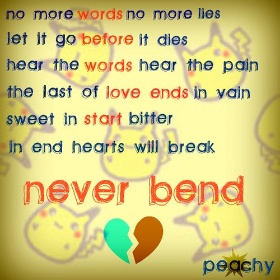 no more words no more lies
let it go before it dies
hear the words hear the pain
the last of love ends in vain
sweet in start bitter
in end hearts will break
never bend
peachy